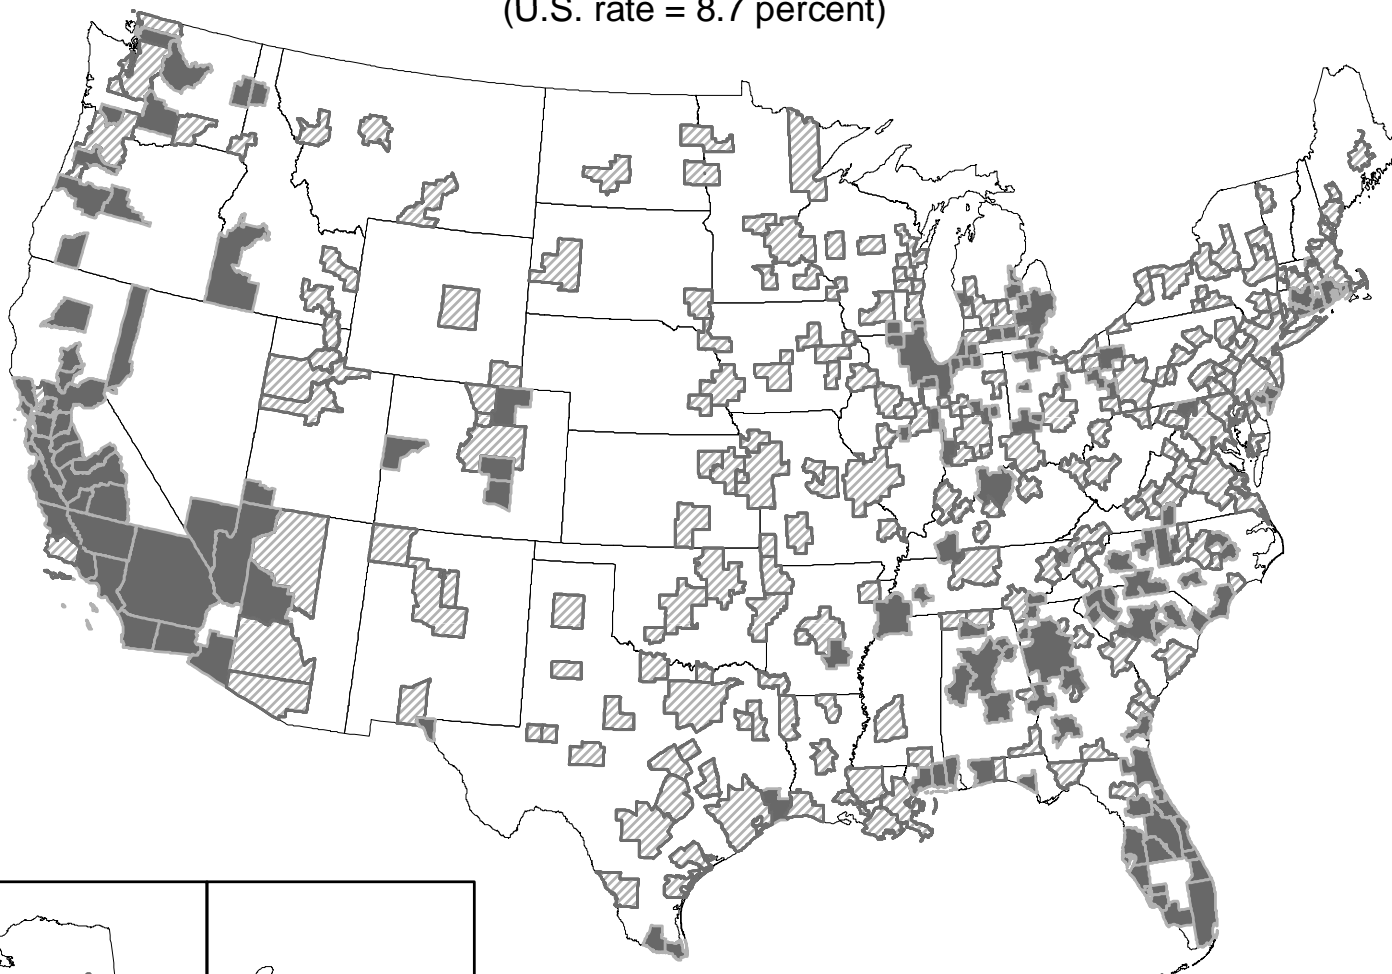 (U.S. rate = 8.7 percent)